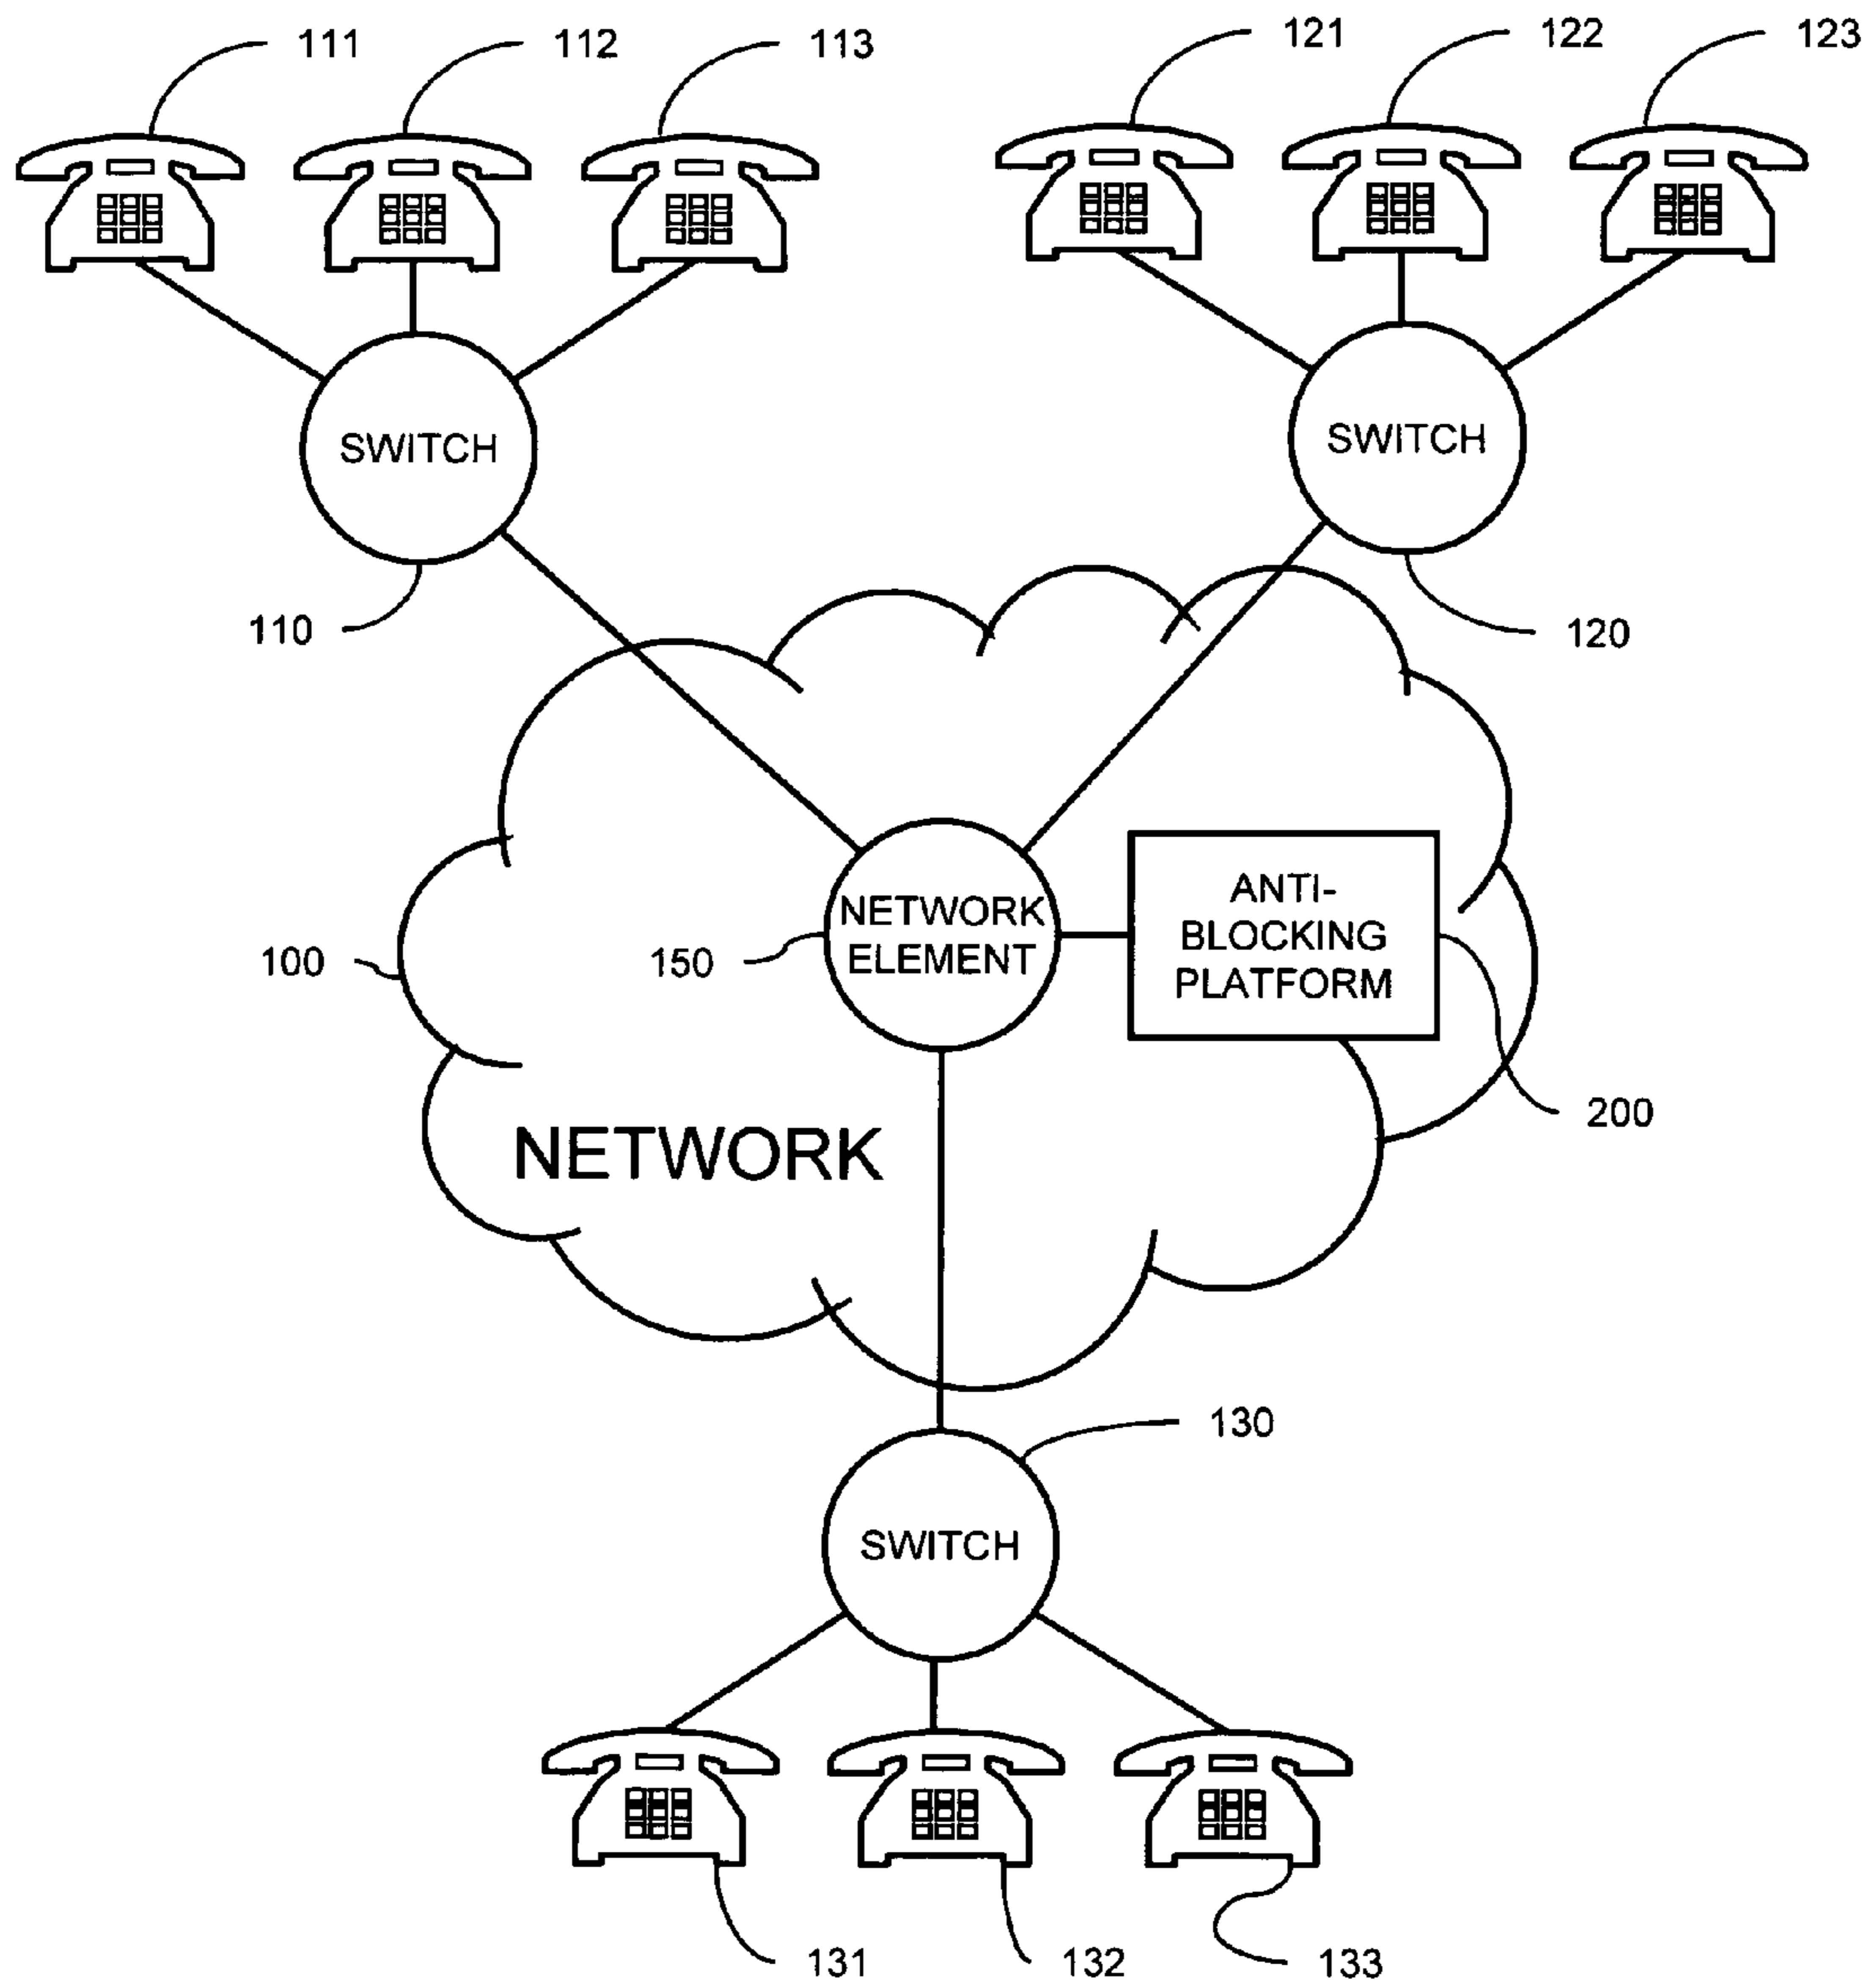 111
112
113
121
122
123
SWITCH
SWITCH
110
120
NETWORK
ELEMENT
ANTI-
BLOCKING
PLATFORM
100
150
200
NETWORK
130
SWITCH
131
132
133